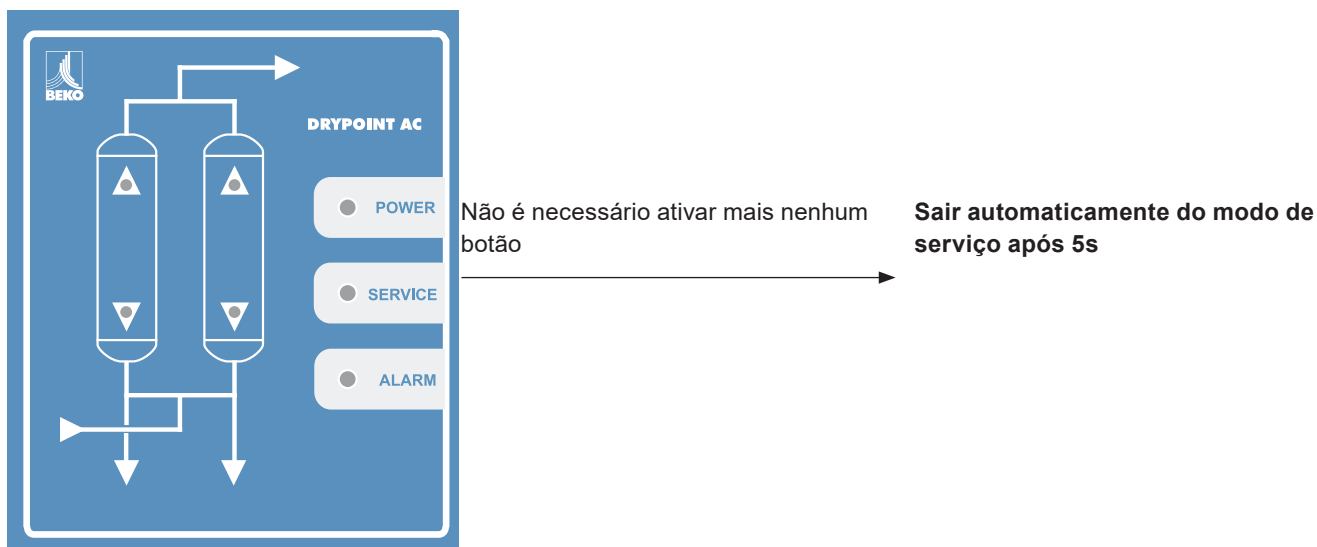 BEKO
DRYPOINT AC
POWER
SERVICE
ALARM
Não é necessário ativar mais nenhum
botão
Sair automaticamente do modo de
serviço após 5s